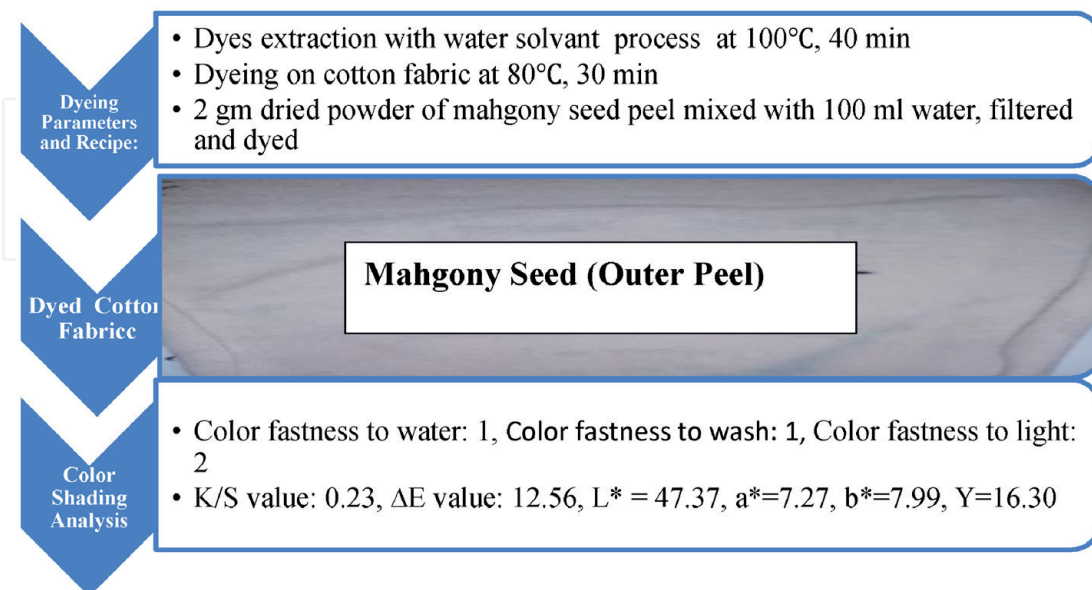 Dyeing
Parameters
and Recipe:
• Dyes extraction with water solvant process at 100°C, 40 min
• Dyeing on cotton fabric at 80°C, 30 min
• 2 gm dried powder of mahgony seed peel mixed with 100 ml water, filtered
and dyed
Dyed Cotton
Fabricc
Mahgony Seed (Outer Peel)
Color
Shading
Analysis
• Color fastness to water: 1, Color fastness to wash: 1, Color fastness to light:
2
• K/S value: 0.23, ΔE value: 12.56, L* = 47.37, a*=7.27, b*=7.99, Y=16.30